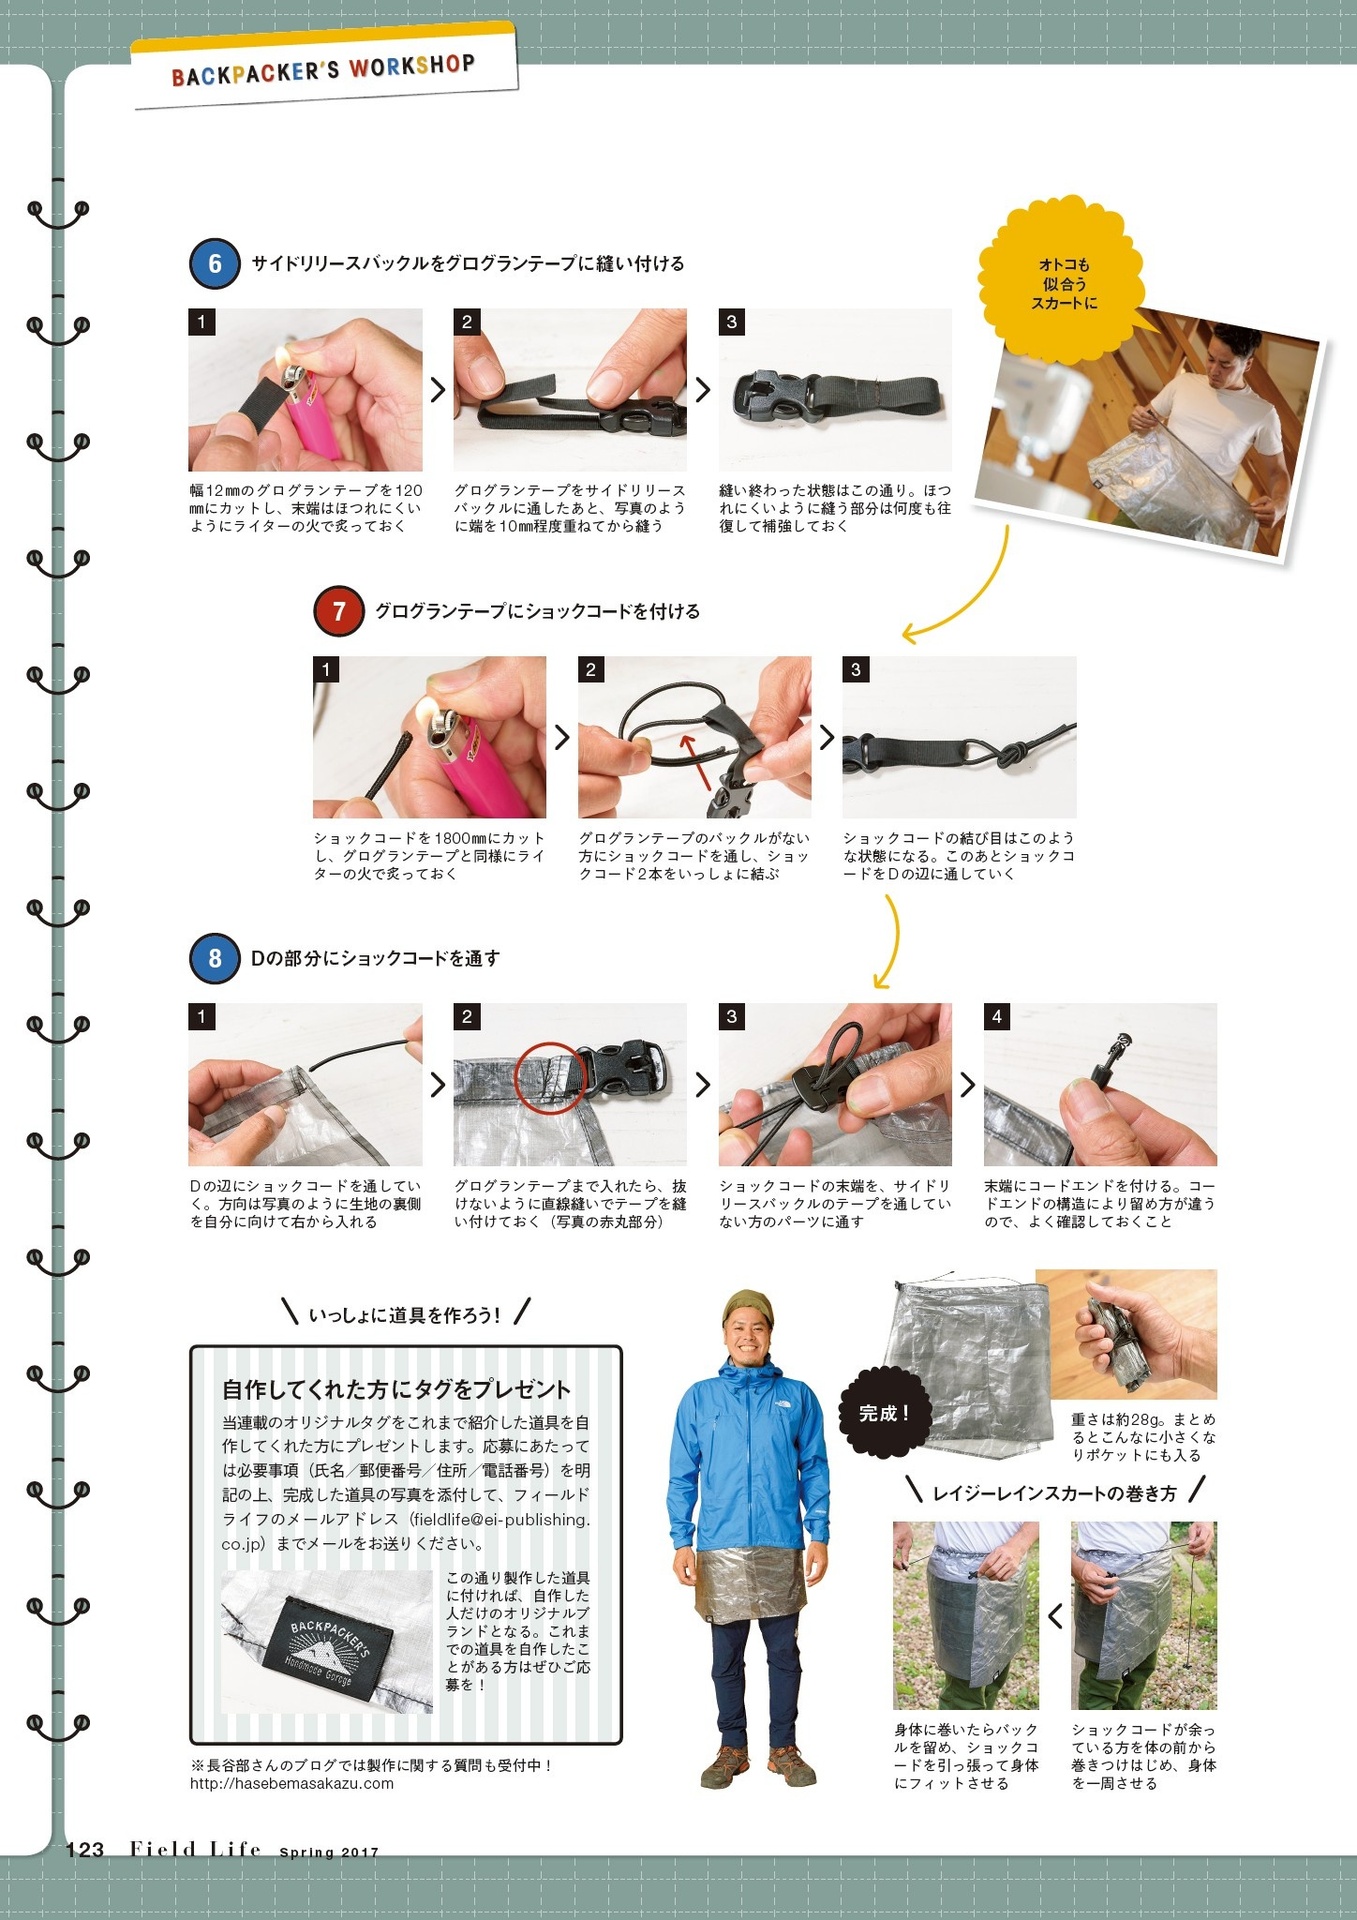 BACKPACKER'S WORKSHOP
6 サイドリリースバックルをグログランテープに縫い付ける
オトコも
似合う
スカートに
1
幅12㎜のグログランテープを120
㎜にカットし、末端はほつれにくい
ようにライターの火で炙っておく
2
グログランテープをサイドリリース
バックルに通したあと、写真のよう
に端を10㎜程度重ねてから縫う
3
縫い終わった状態はこの通り。ほつ
れにくいように縫う部分は何度も往
復して補強しておく
7 グログランテープにショックコードを付ける
1
ショックコードを1800㎜にカット
し、グログランテープと同様にライ
ターの火で炙っておく
2
グログランテープのバックルがない
方にショックコードを通し、ショッ
クコード2本をいっしょに結ぶ
3
ショックコードの結び目はこのよう
な状態になる。このあとショックコ
ードをDの辺に通していく
8 Dの部分にショックコードを通す
1
Dの辺にショックコードを通してい
く。方向は写真のように生地の裏側
を自分に向けて右から入れる
2
グログランテープまで入れたら、抜
けないように直線縫いでテープを縫
い付けておく（写真の赤丸部分）
3
ショックコードの末端を、サイドリ
リースバックルのテープを通してい
ない方のパーツに通す
4
末端にコードエンドを付ける。コー
ドエンドの構造により留め方が違う
ので、よく確認しておくこと
いっしょに道具を作ろう！
自作してくれた方にタグをプレゼント
当連載のオリジナルタグをこれまで紹介した道具を自
作してくれた方にプレゼントします。応募にあたって
は必要事項（氏名／郵便番号／住所／電話番号）を明
記の上、完成した道具の写真を添付して、フィールド
ライフのメールアドレス（fieldlife@ei-publishing.
co.jp）までメールをお送りください。
BACKPACKER'S
Handmade Garage
この通り製作した道具
に付ければ、自作した
人だけのオリジナルブ
ランドとなる。これま
での道具を自作したこ
とがある方はぜひご応
募を！
※長谷部さんのブログでは製作に関する質問も受付中！
http://hasebemasakazu.com
完成！
重さは約28g。まとめ
るとこんなに小さくな
りポケットにも入る
レイジーレインスカートの巻き方
ショックコードが余っ
ている方を体の前から
巻きつけはじめ、身体
を一周させる
身体に巻いたらバック
ルを留め、ショックコ
ードを引っ張って身体
にフィットさせる
123 Field Life Spring 2017